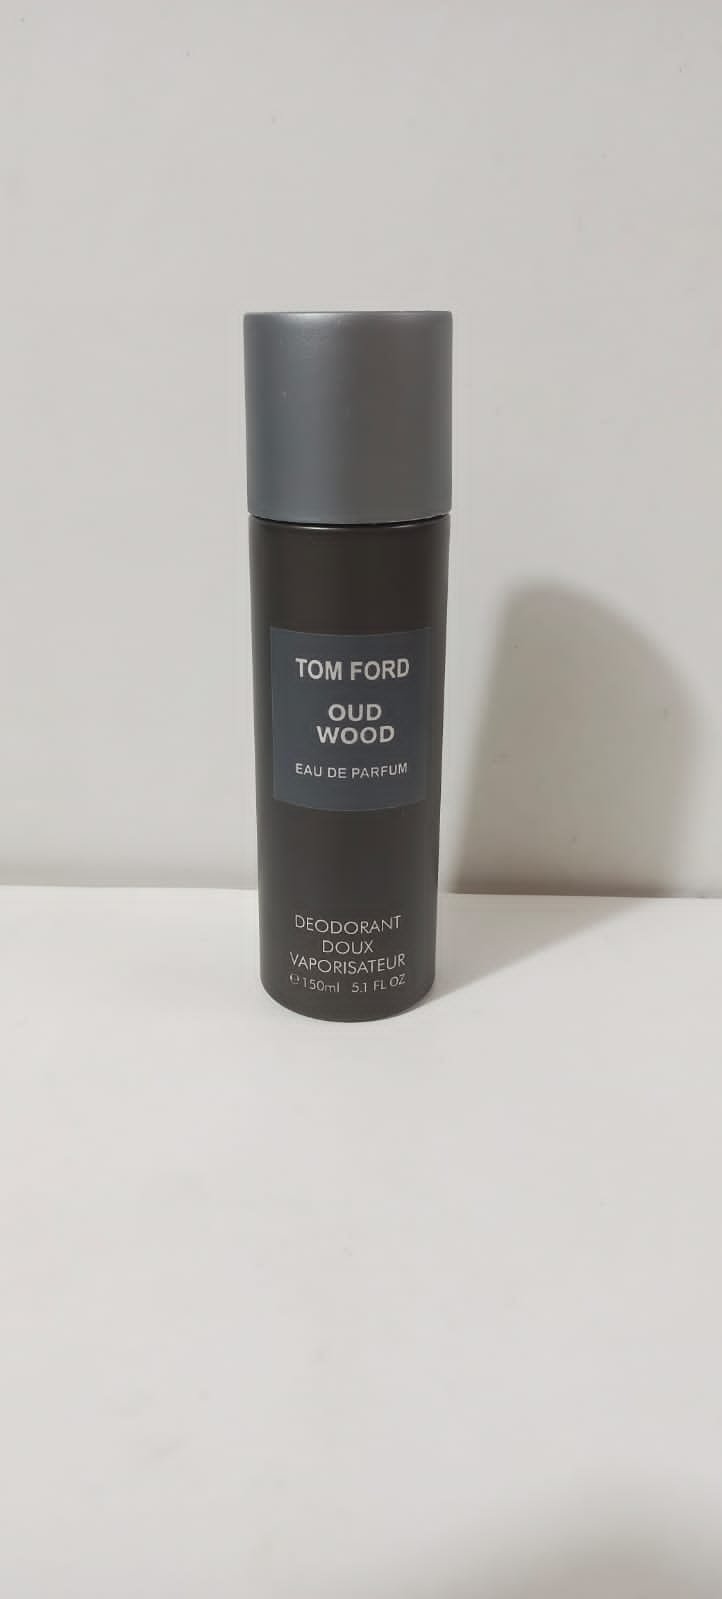 TOM FORD
OUD
WOOD
EAU DE PARFUM
DEODORANT
DOUX
VAPORISATEUR
℮150ml 5.1 FL OZ